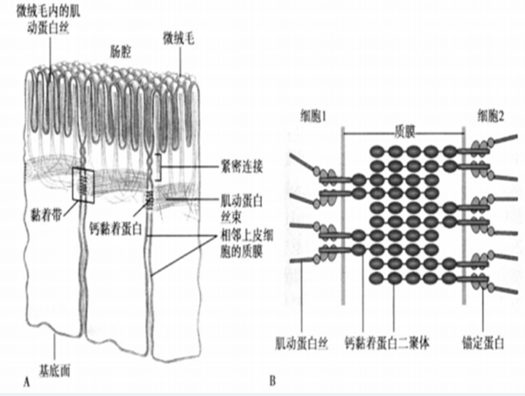 微绒毛内的肌
动蛋白丝
肠腔
微绒毛
紧密连接
肌动蛋白
丝束
黏着带
钙黏着蛋白
相邻上皮细
胞的质膜
基底面
A
细胞1
细胞2
质膜
肌动蛋白丝
钙黏着蛋白二聚体
锚定蛋白
B